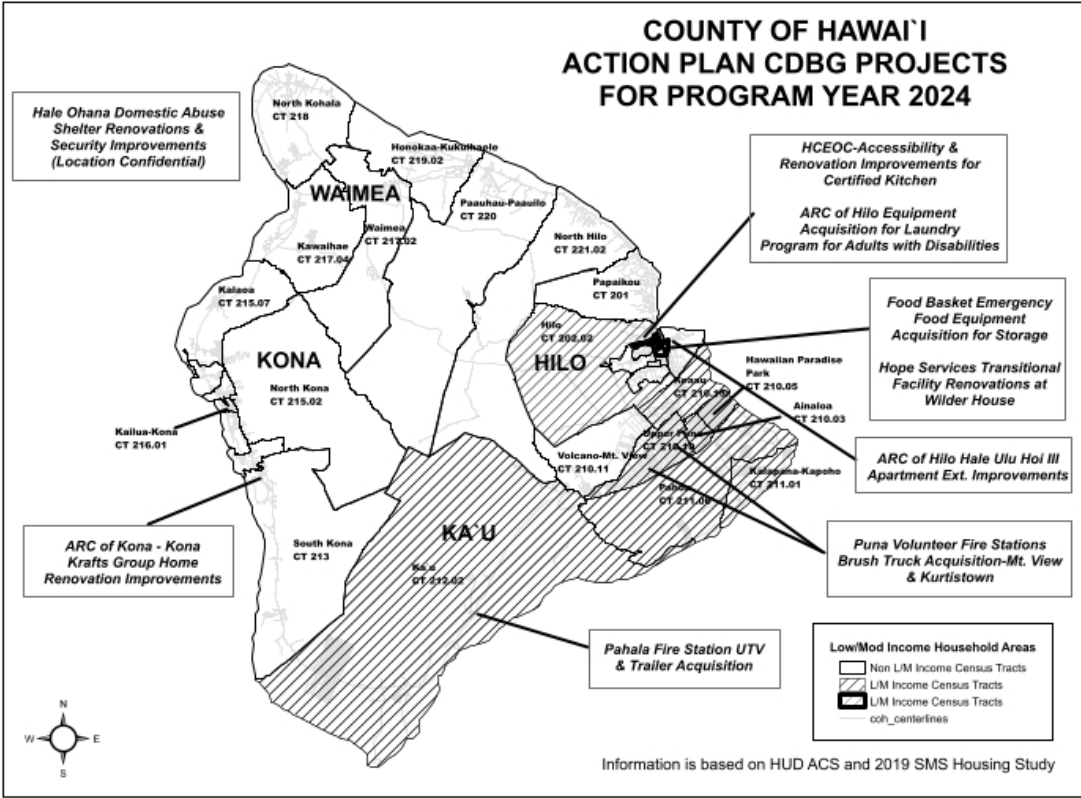 COUNTY OF HAWAI`I
ACTION PLAN CDBG PROJECTS
FOR PROGRAM YEAR 2024
Hale Ohana Domestic Abuse
Shelter Renovations &
Security Improvements
(Location Confidential)
HCEOC-Accessibility &
Renovation Improvements for
Certified Kitchen
ARC of Hilo Equipment
Acquisition for Laundry
Program for Adults with Disabilities
North Kohala
CT 218
Honokaa-Kukuihaele
CT 219.02
WAIMEA
Paauhau-Paauilo
CT 220
Waimea
CT 217.02
Kawaihae
CT 217.04
North Hilo
CT 221.02
Papaikou
CT 201
Kalaoa
CT 215.07
Food Basket Emergency
Food Equipment
Acquisition for Storage
Hope Services Transitional
Facility Renovations at
Wilder House
Hilo
CT 202.02
HILO
KONA
North Kona
CT 215.02
Hawaiian Paradise
Park
CT 210.05
Keaau
Ainaloa
CT 210.03
Kailua-Kona
CT 216.01
Upper Puna
Volcano-Mt. View
CT 210.11
Kalapana-Kapoho
CT 211.01
ARC of Hilo Hale Ulu Hoi III
Apartment Ext. Improvements
ARC of Kona - Kona
Krafts Group Home
Renovation Improvements
South Kona
CT 213
KA`U
Ka`u
CT 212.02
Puna Volunteer Fire Stations
Brush Truck Acquisition-Mt. View
& Kurtistown
Pahala Fire Station UTV
& Trailer Acquisition
Low/Mod Income Household Areas
Non L/M Income Census Tracts
L/M Income Census Tracts
L/M Income Census Tracts
coh_centerlines
N
W
E
S
Information is based on HUD ACS and 2019 SMS Housing Study